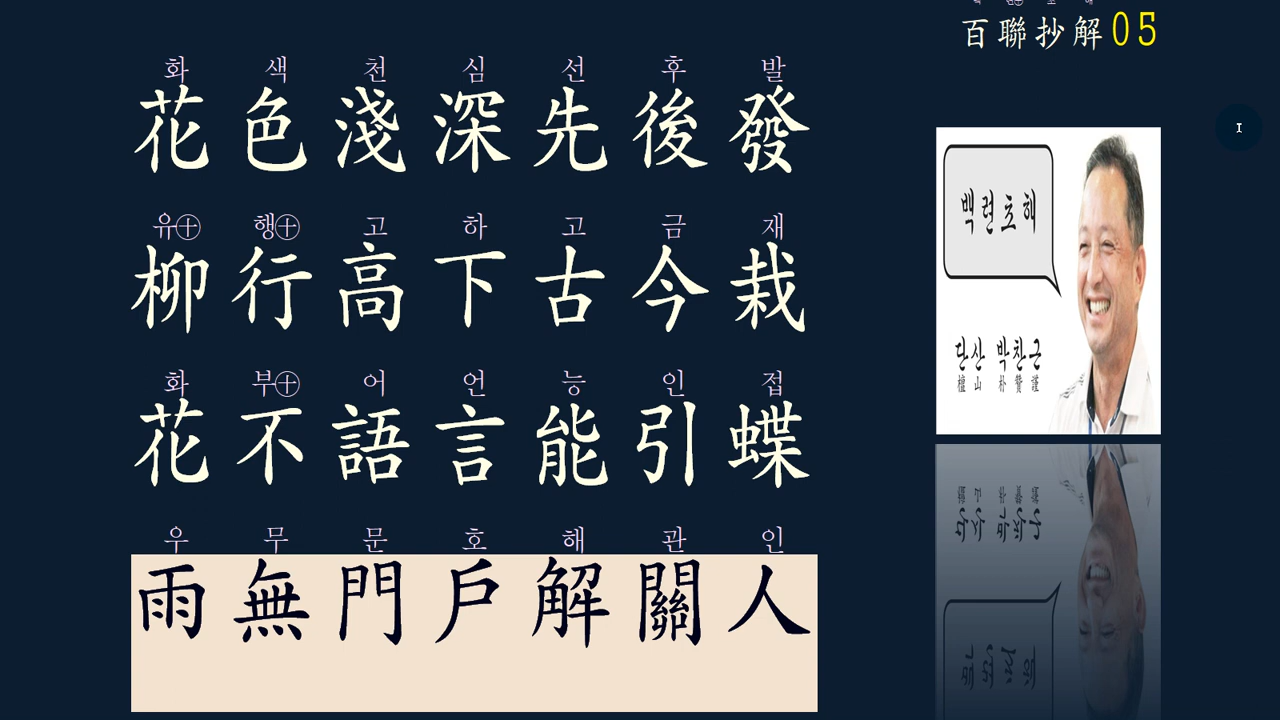 百聯抄解05
화 색 천 심 선 후 발
花色淺深先後發
유㊉ 행㊉ 고 하 고 금 재
柳行高下古今栽
화 부㊉ 어 언 능 인 접
花不語言能引蝶
우 무 문 호 해 관 인
雨無門戶解關人
백련초해
단산 박찬근
檀山 朴贊謹